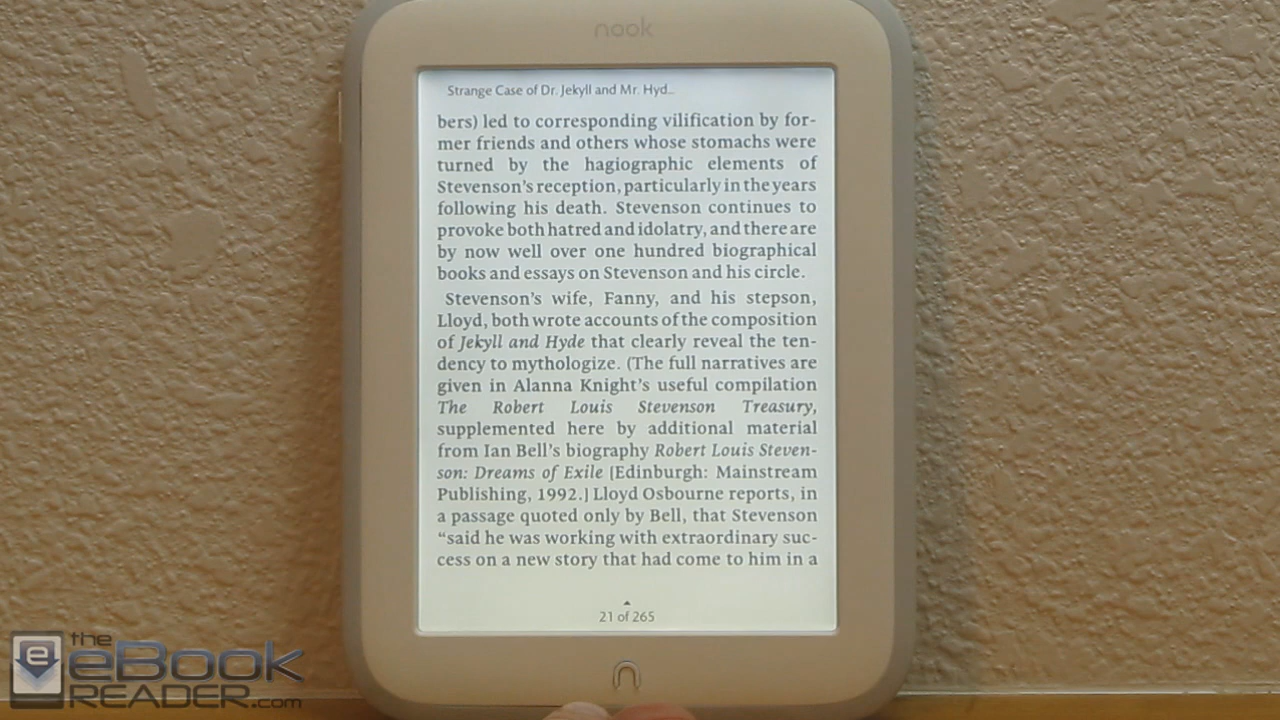 nook
Strange Case of Dr. Jekyll and Mr. Hyd...
bers) led to corresponding vilification by for-
mer friends and others whose stomachs were
turned by the hagiographic elements of
Stevenson's reception, particularly in the years
following his death. Stevenson continues to
provoke both hatred and idolatry, and there are
by now well over one hundred biographical
books and essays on Stevenson and his circle.
Stevenson's wife, Fanny, and his stepson,
Lloyd, both wrote accounts of the composition
of Jekyll and Hyde that clearly reveal the ten-
dency to mythologize. (The full narratives are
given in Alanna Knight's useful compilation
The Robert Louis Stevenson Treasury,
supplemented here by additional material
from Ian Bell's biography Robert Louis Steven-
son: Dreams of Exile [Edinburgh: Mainstream
Publishing, 1992.] Lloyd Osbourne reports, in
a passage quoted only by Bell, that Stevenson
“said he was working with extraordinary suc-
cess on a new story that had come to him in a
21 of 265
n
e
the
eBook
READER.com